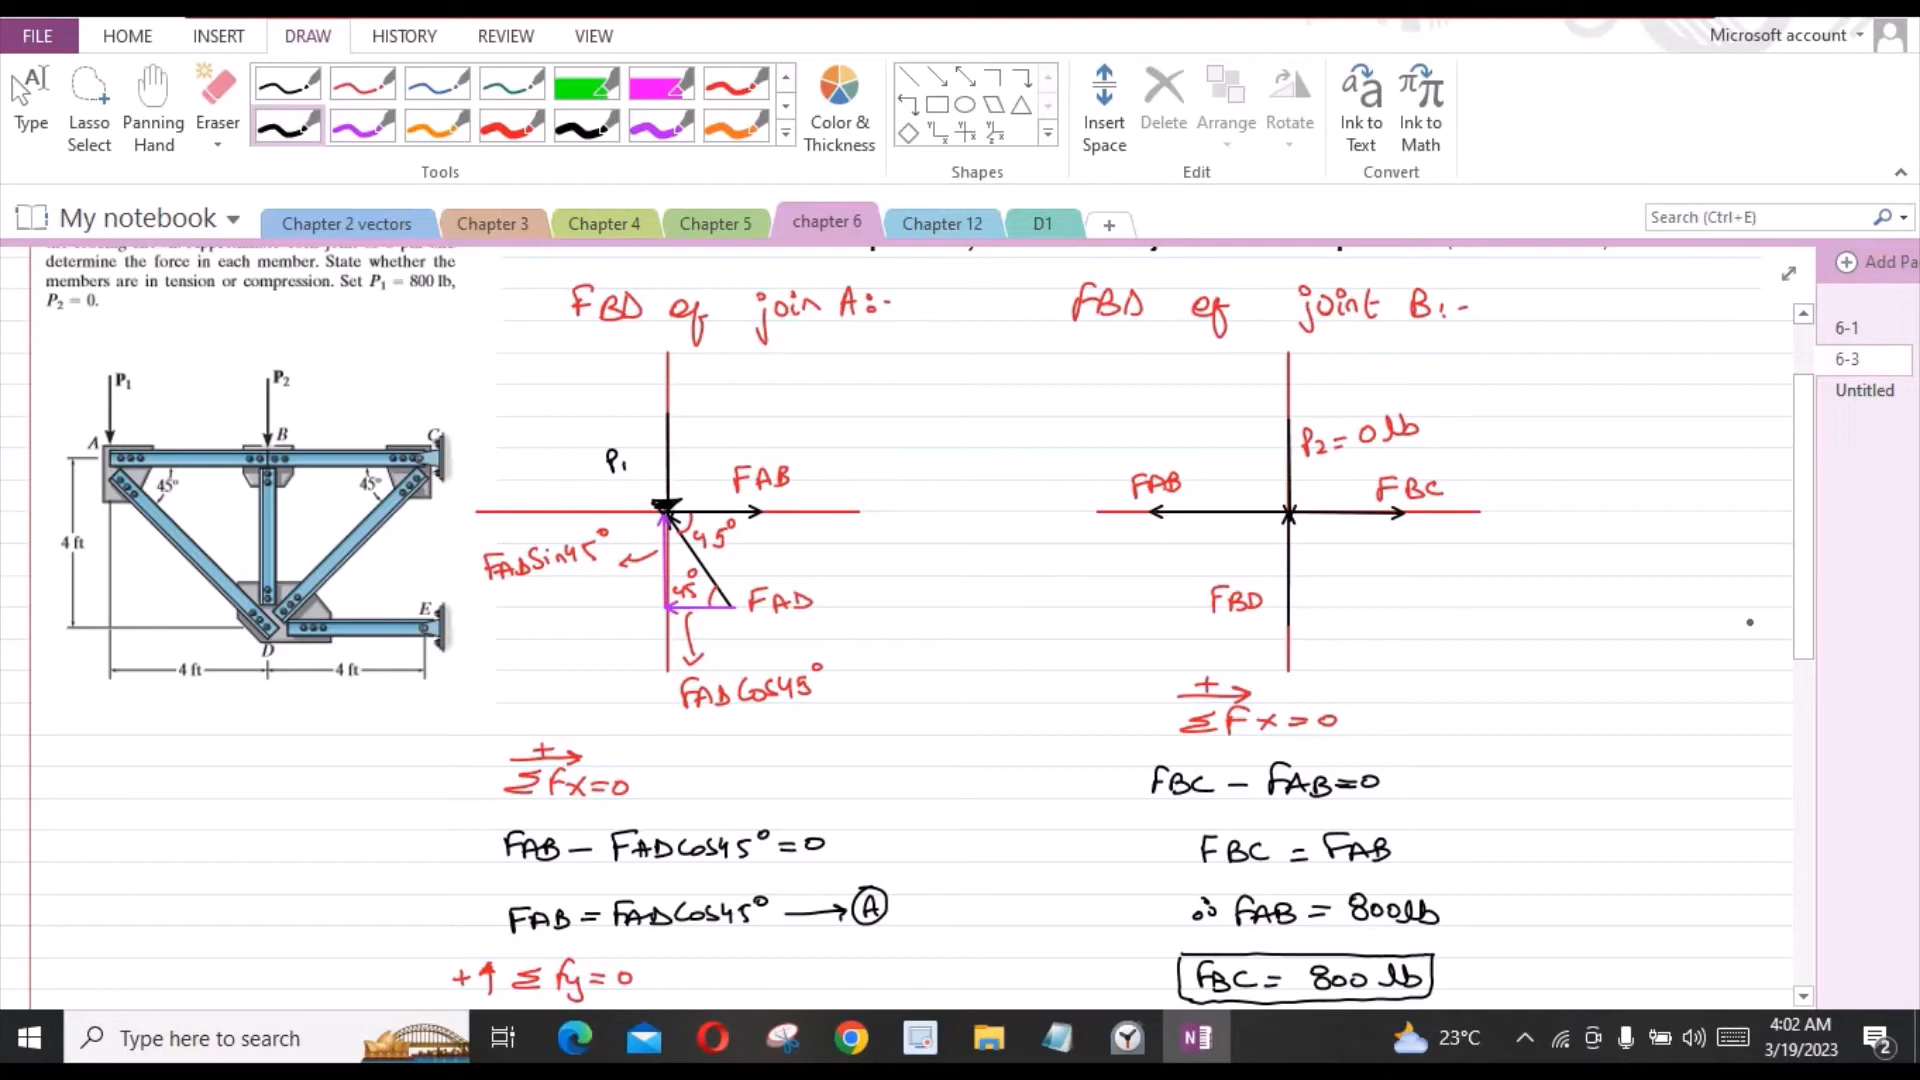 FILE HOME INSERT DRAW HISTORY REVIEW VIEW
Microsoft account
Type
Lasso Select
Panning Hand
Eraser
Color & Thickness
Insert Space
Delete
Arrange
Rotate
Ink to Text
Ink to Math
Tools
Shapes
Edit
Convert
My notebook
Chapter 2 vectors
Chapter 3
Chapter 4
Chapter 5
chapter 6
Chapter 12
D1
Search (Ctrl+E)
Add Pa
6-1
6-3
Untitled
determine the force in each member. State whether the
members are in tension or compression. Set P1 = 800 lb,
P2 = 0.
P1
P2
A
B
C
45°
45°
4 ft
E
D
4 ft
4 ft
FBD of join A:-
P1
FAB
45°
FADSin45°
45°
FAD
FADCos45°
+
ΣFx=0
FAB - FADCos45°=0
FAB = FADCos45° → A
+↑ Σfy=0
FBD of joint B:-
P2=0lb
FAB
FBC
FBD
+
ΣFx=0
FBC - FAB=0
FBC = FAB
∴ FAB = 800lb
FBC = 800 lb
Type here to search
23°C
4:02 AM
3/19/2023
2